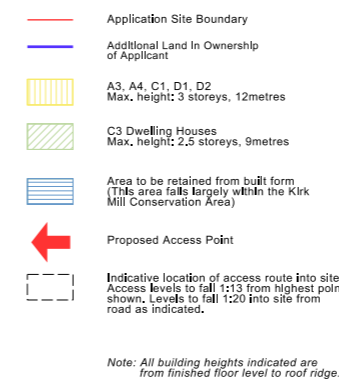 Application Site Boundary
Additional Land in Ownership
of Applicant
A3, A4, C1, D1, D2
Max. height: 3 storeys, 12metres
C3 Dwelling Houses
Max. height: 2.5 storeys, 9metres
Area to be retained from built form
(This area falls largely within the Kirk
Mill Conservation Area)
Proposed Access Point
Indicative location of access route into site
Access levels to fall 1:13 from highest poin
shown. Levels to fall 1:20 into site from
road as indicated.
Note: All building heights indicated are
from finished floor level to roof ridge.